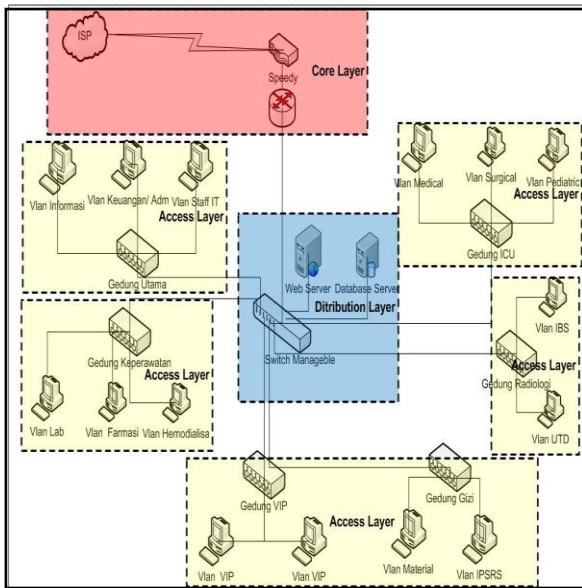 ISP
Speedy
Core Layer
Vlan Informasi
Vlan Keuangan/ Adm
Vlan Staff IT
Access Layer
Gedung Utama
Vlan Medical
Vlan Surgical
Vlan Pediatric
Access Layer
Gedung ICU
Web Server
Database Server
Ditribution Layer
Switch Manageble
Gedung Keperawatan
Access Layer
Vlan Lab
Vlan Farmasi
Vlan Hemodialisa
Vlan IBS
Access Layer
Gedung Radiologi
Vlan UTD
Gedung VIP
Gedung Gizi
Access Layer
Vlan VIP
Vlan VIP
Vlan Material
Vlan IPSRS